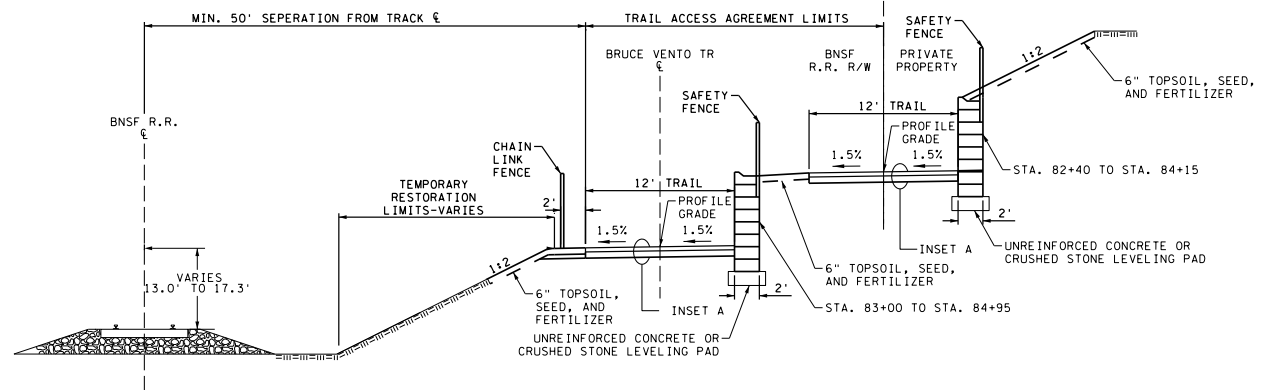 MIN. 50' SEPERATION FROM TRACK ℄
TRAIL ACCESS AGREEMENT LIMITS
SAFETY
FENCE
1:2
6" TOPSOIL, SEED,
AND FERTILIZER
BRUCE VENTO TR
℄
BNSF
R.R. R/W
PRIVATE
PROPERTY
BNSF R.R.
℄
SAFETY
FENCE
12' TRAIL
PROFILE
GRADE
1.5%
1.5%
CHAIN
LINK
FENCE
STA. 82+40 TO STA. 84+15
TEMPORARY
RESTORATION
LIMITS-VARIES
2'
12' TRAIL
PROFILE
GRADE
1.5%
1.5%
2'
INSET A
UNREINFORCED CONCRETE OR
CRUSHED STONE LEVELING PAD
VARIES
13.0' TO 17.3'
1:2
6" TOPSOIL, SEED,
AND FERTILIZER
6" TOPSOIL,
SEED, AND
FERTILIZER
INSET A
2'
STA. 83+00 TO STA. 84+95
UNREINFORCED CONCRETE OR
CRUSHED STONE LEVELING PAD